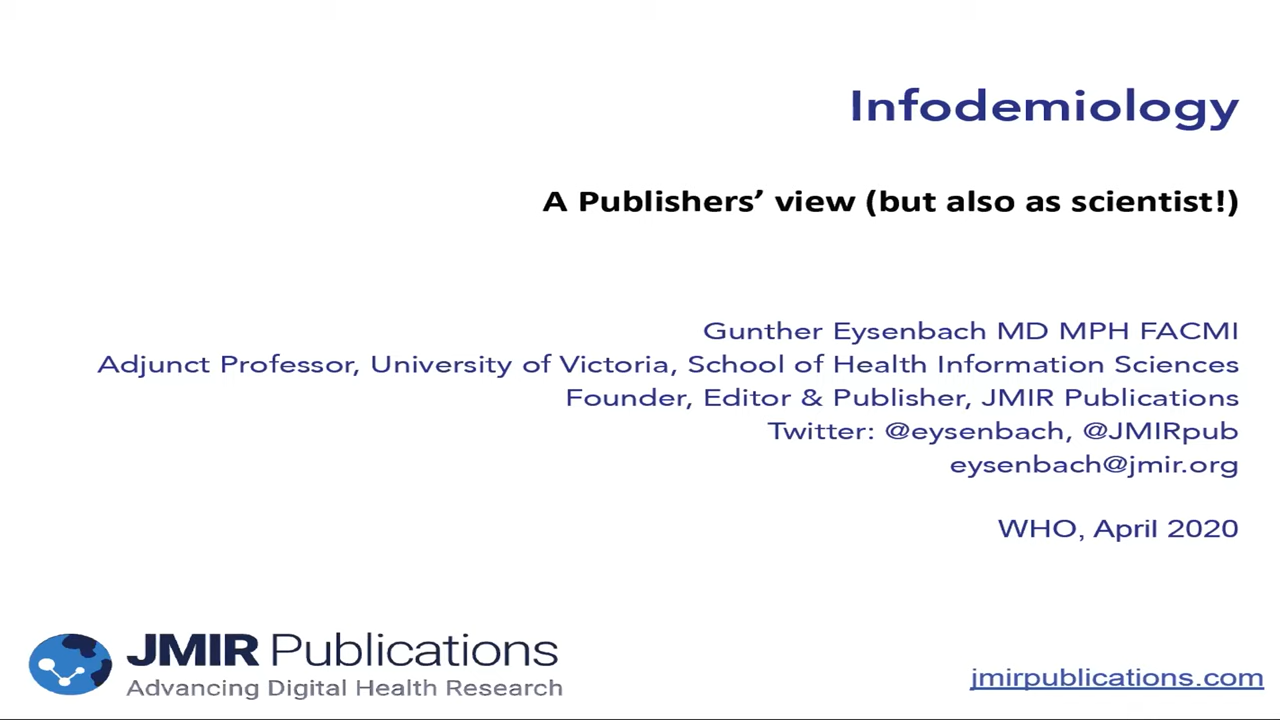 Infodemiology
A Publishers’ view (but also as scientist!)
Gunther Eysenbach MD MPH FACMI
Adjunct Professor, University of Victoria, School of Health Information Sciences
Founder, Editor & Publisher, JMIR Publications
Twitter: @eysenbach, @JMIRpub
eysenbach@jmir.org
WHO, April 2020
JMIR Publications
Advancing Digital Health Research
jmirpublications.com